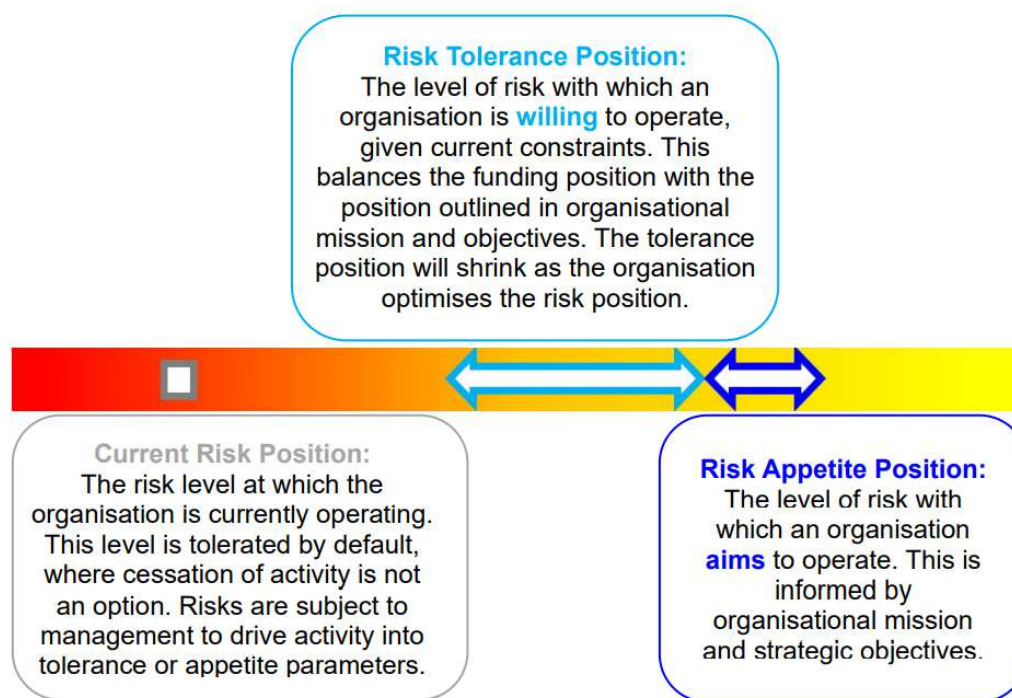 Risk Tolerance Position:
The level of risk with which an
organisation is willing to operate,
given current constraints. This
balances the funding position with the
position outlined in organisational
mission and objectives. The tolerance
position will shrink as the organisation
optimises the risk position.
Current Risk Position:
The risk level at which the
organisation is currently operating.
This level is tolerated by default,
where cessation of activity is not
an option. Risks are subject to
management to drive activity into
tolerance or appetite parameters.
Risk Appetite Position:
The level of risk with
which an organisation
aims to operate. This is
informed by
organisational mission
and strategic objectives.